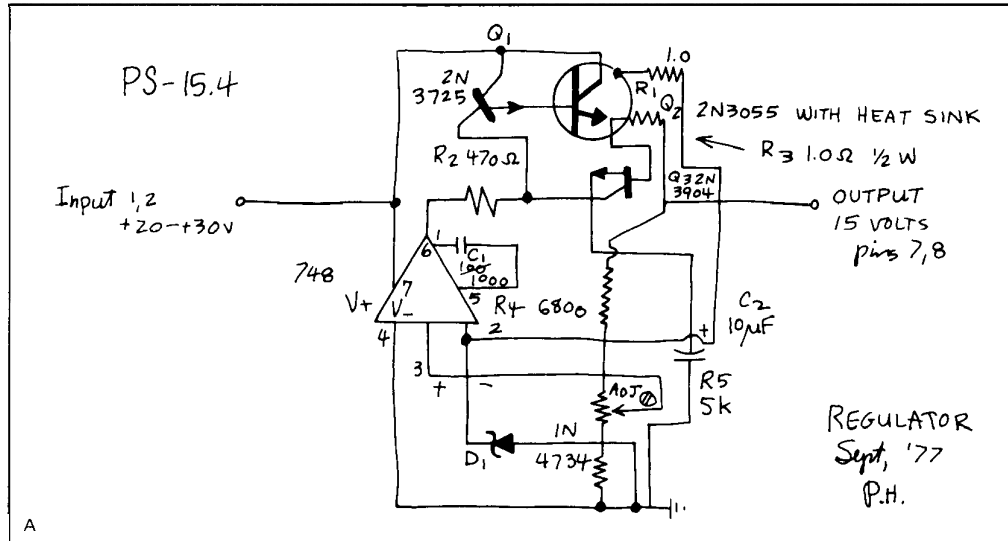 PS-15.4
Q1
2N
3725
1.0
R1
Q2
2N3055 WITH HEAT SINK
R3 1.0Ω ½ W
R2 470Ω
Q3 2N
3904
Input 1,2
+20-+30V
OUTPUT
15 VOLTS
pins 7,8
1
6
C1
100
1000
748
V+
7
V-
5
R4 6800
4
2
C2
10μF
+
3
+ -
ADJ
R5
5K
D1
1N
4734
REGULATOR
Sept, '77
P.H.
A